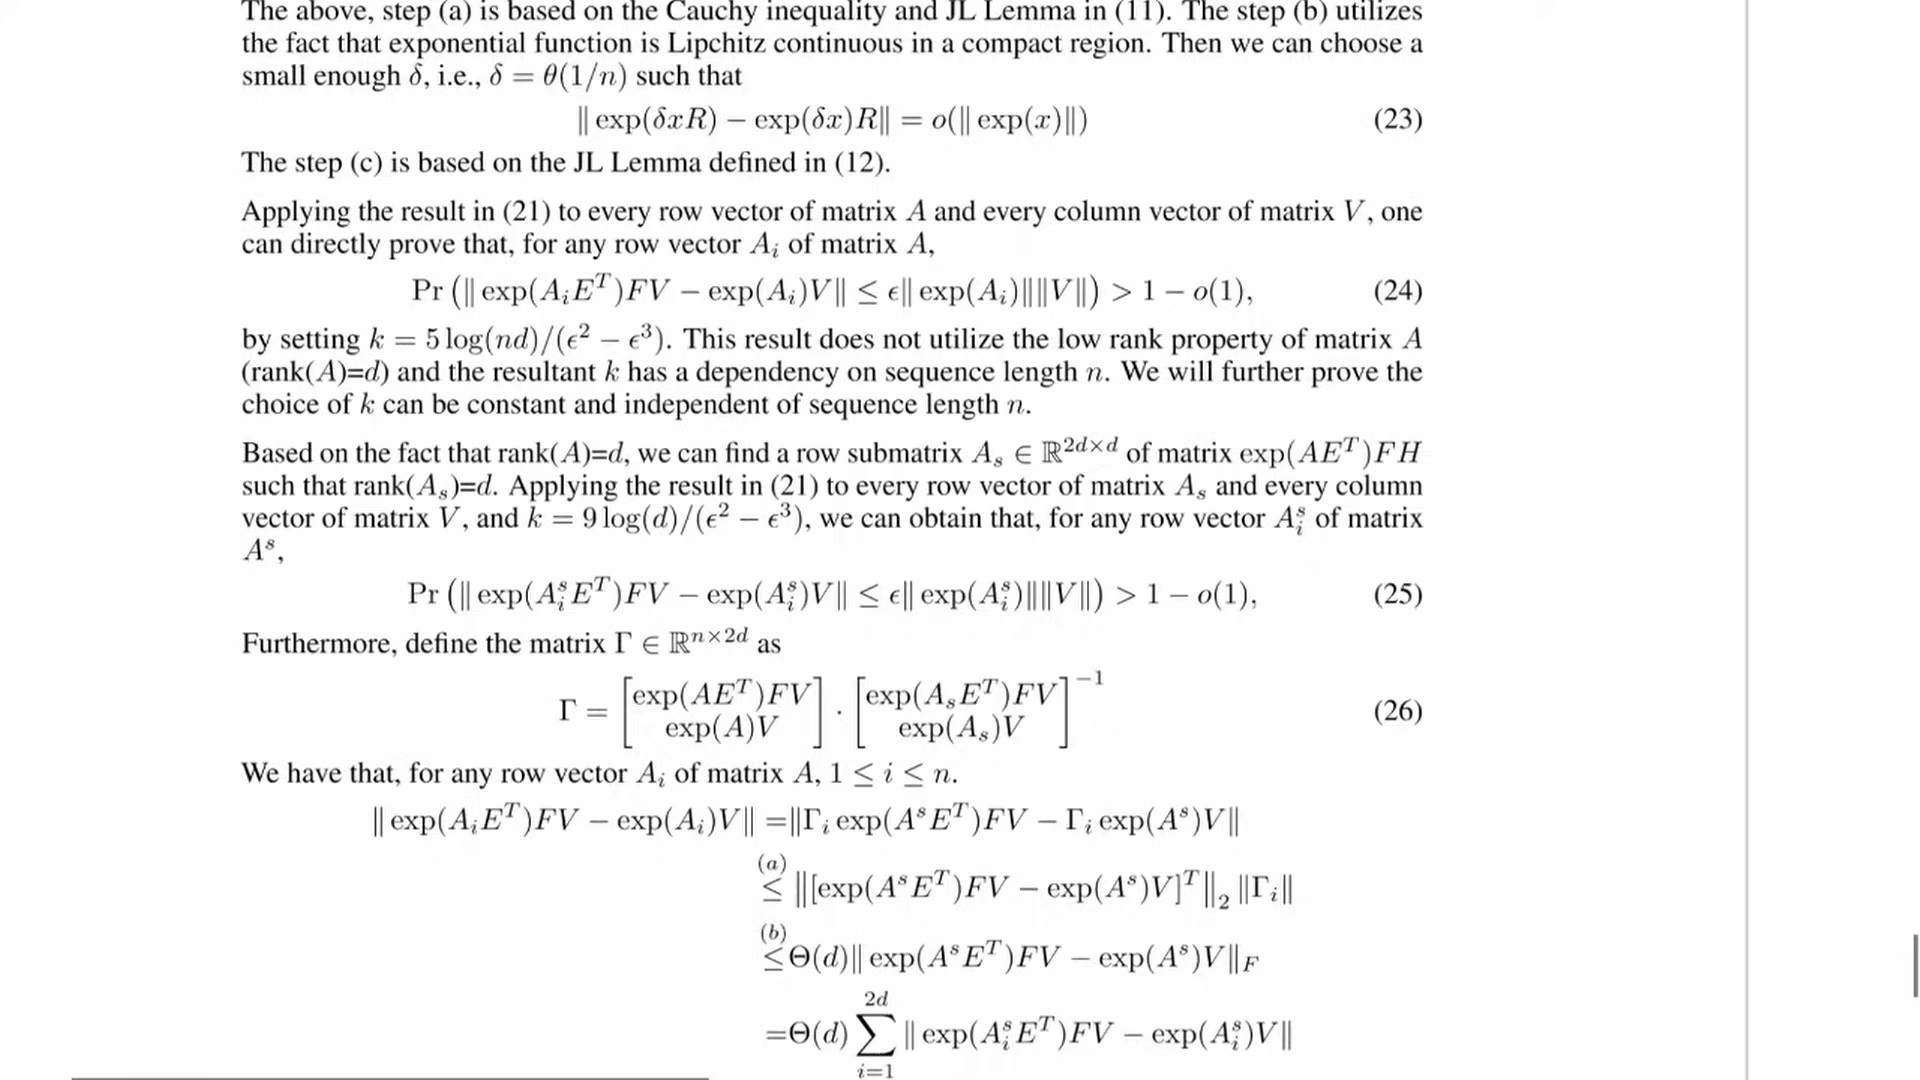 The above, step (a) is based on the Cauchy inequality and JL Lemma in (11). The step (b) utilizes
the fact that exponential function is Lipchitz continuous in a compact region. Then we can choose a
small enough δ, i.e., δ = θ(1/n) such that
‖ exp(δxR) − exp(δx)R‖ = o(‖ exp(x)‖) (23)
The step (c) is based on the JL Lemma defined in (12).
Applying the result in (21) to every row vector of matrix A and every column vector of matrix V, one
can directly prove that, for any row vector A_i of matrix A,
Pr (‖ exp(A_iE^T)FV − exp(A_i)V‖ ≤ ϵ‖ exp(A_i)‖‖V‖) > 1 − o(1), (24)
by setting k = 5 log(nd)/(ϵ² − ϵ³). This result does not utilize the low rank property of matrix A
(rank(A)=d) and the resultant k has a dependency on sequence length n. We will further prove the
choice of k can be constant and independent of sequence length n.
Based on the fact that rank(A)=d, we can find a row submatrix A_s ∈ ℝ^{2d×d} of matrix exp(AE^T)FH
such that rank(A_s)=d. Applying the result in (21) to every row vector of matrix A_s and every column
vector of matrix V, and k = 9 log(d)/(ϵ² − ϵ³), we can obtain that, for any row vector A_i^s of matrix
A^s,
Pr (‖ exp(A_i^sE^T)FV − exp(A_i^s)V‖ ≤ ϵ‖ exp(A_i^s)‖‖V‖) > 1 − o(1), (25)
Furthermore, define the matrix Γ ∈ ℝ^{n×2d} as
Γ = [exp(AE^T)FV exp(A)V] · [exp(A_sE^T)FV exp(A_s)V]^{−1} (26)
We have that, for any row vector A_i of matrix A, 1 ≤ i ≤ n.
‖ exp(A_iE^T)FV − exp(A_i)V‖ =‖Γ_i exp(A^sE^T)FV − Γ_i exp(A^s)V‖
(a) ≤ ‖[exp(A^sE^T)FV − exp(A^s)V]^T‖_2 ‖Γ_i‖
(b) ≤Θ(d)‖ exp(A^sE^T)FV − exp(A^s)V‖_F
=Θ(d) ∑_{i=1}^{2d} ‖ exp(A_i^sE^T)FV − exp(A_i^s)V‖